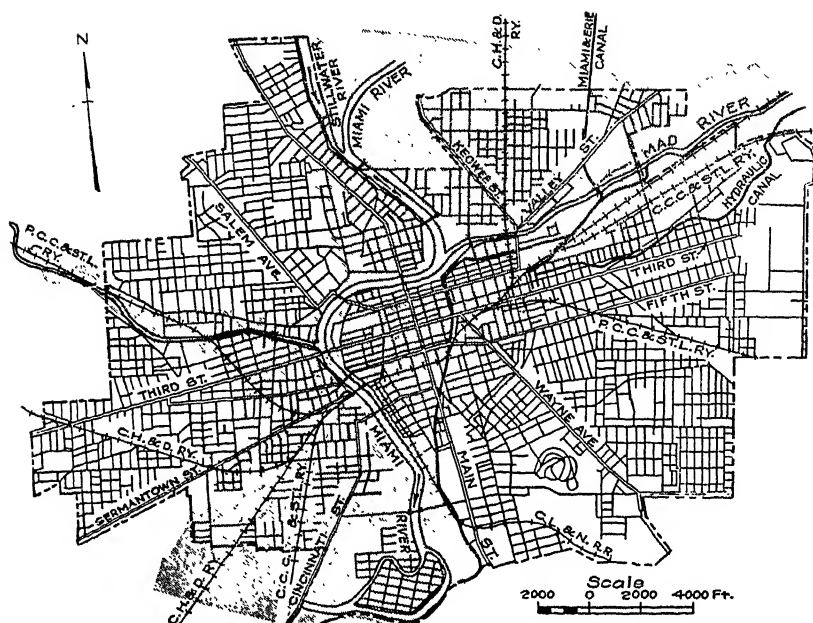 N
C.H.& D.
RY.
MIAMI & ERIE
CANAL
STILLWATER
RIVER
MIAMI RIVER
KEOWEE ST.
VALLEY ST.
MAD RIVER
C.C.C.& ST.L.RY.
HYDRAULIC
CANAL
SALEM AVE.
P.C.C.& ST.L.
RY.
THIRD ST.
FIFTH ST.
P.C.C.& ST.L.RY.
THIRD ST.
WAYNE AVE.
C.H.& D.RY.
MIAMI
RIVER
MAIN
ST.
GERMANTOWN ST.
C.C.C. & ST.L.RY.
CINCINNATI ST.
C.L.& N.R.R.
C.H.& D. RY.
Scale
2000 0 2000 4000 Ft.